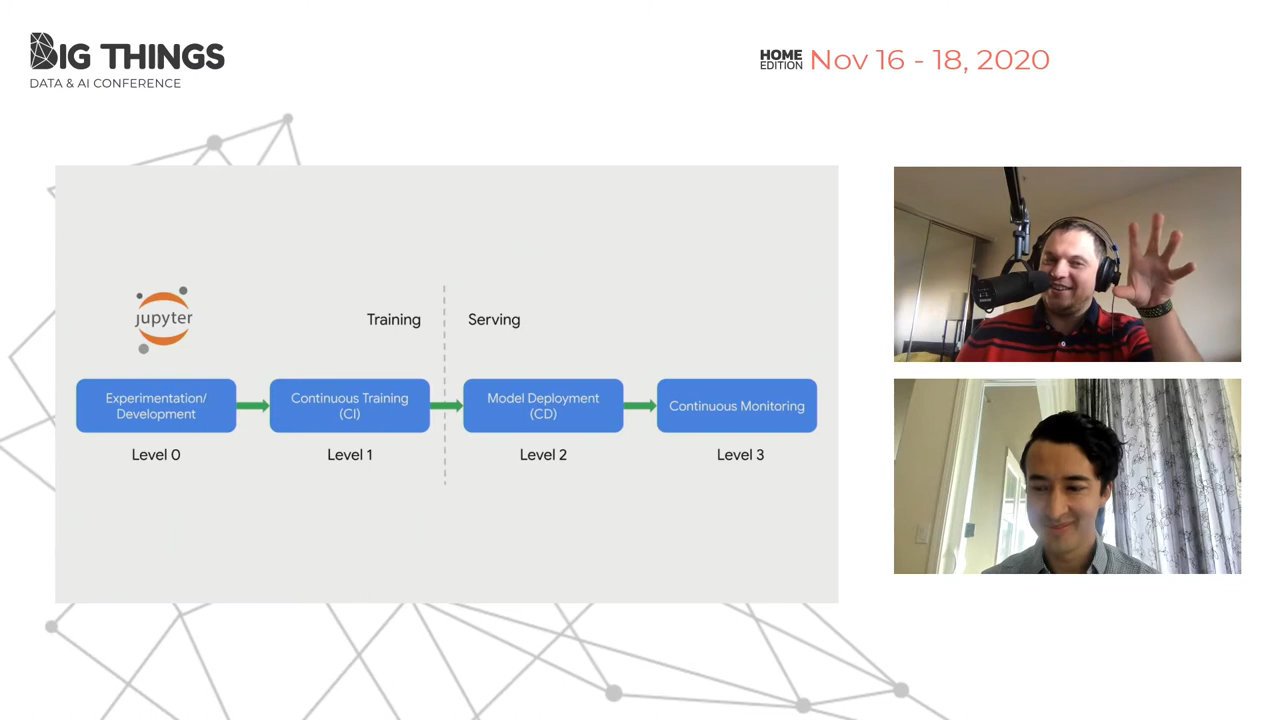 BIG THINGS
DATA & AI CONFERENCE
HOME
EDITION
Nov 16 - 18, 2020
jupyter
Training
Serving
Experimentation/
Development
Continuous Training
(CI)
Model Deployment
(CD)
Continuous Monitoring
Level 0
Level 1
Level 2
Level 3